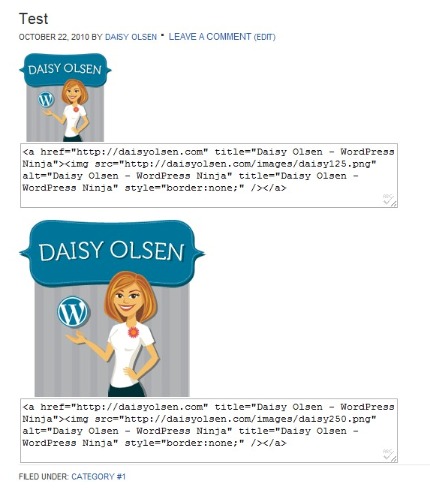 Test
OCTOBER 22, 2010 BY DAISY OLSEN • LEAVE A COMMENT (EDIT)
DAISY OLSEN
W
<a href="http://daisyolsen.com" title="Daisy Olsen - WordPress
Ninja"><img src="http://daisyolsen.com/images/daisy125.png"
alt="Daisy Olsen - WordPress Ninja" title="Daisy Olsen -
WordPress Ninja" style="border:none;" /></a>
DAISY OLSEN
W
<a href="http://daisyolsen.com" title="Daisy Olsen - WordPress
Ninja"><img src="http://daisyolsen.com/images/daisy250.png"
alt="Daisy Olsen - WordPress Ninja" title="Daisy Olsen -
WordPress Ninja" style="border:none;" /></a>
FILED UNDER: CATEGORY #1